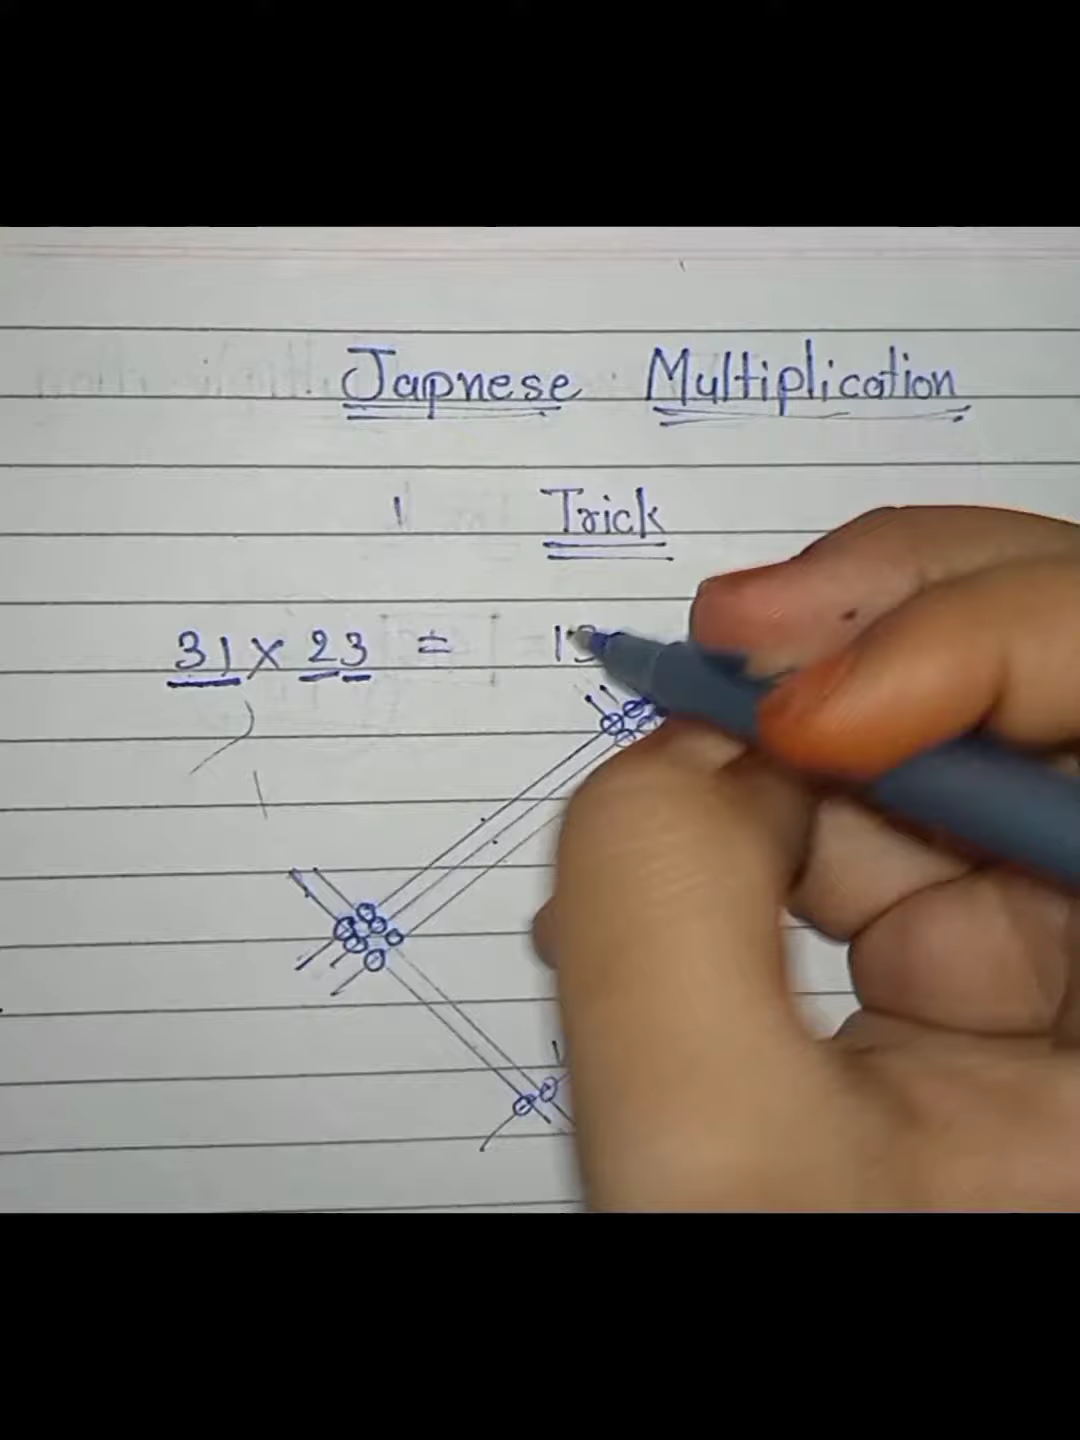 Japnese Multiplication
Trick
31 × 23 =